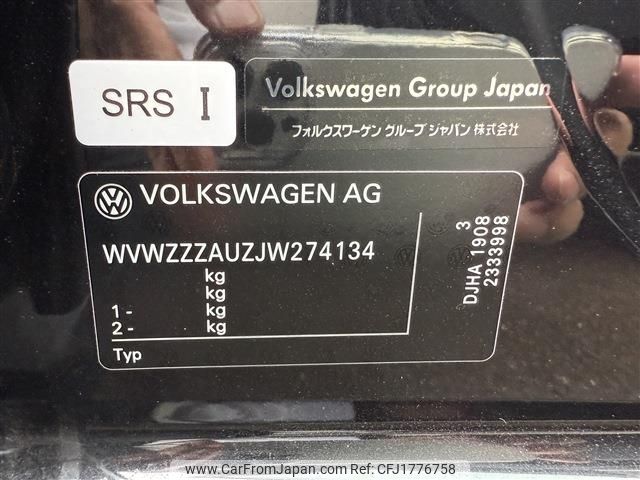 SRS I
Volkswagen Group Japan
フォルクスワーゲン グループ ジャパン 株式会社
VOLKSWAGEN AG
WVWZZZAUZJW274134
kg
kg
1 - kg
2 - kg
Typ
3
DJHA 1908
2333998
www.CarFromJapan.com | Photo ID: CFJ1776758